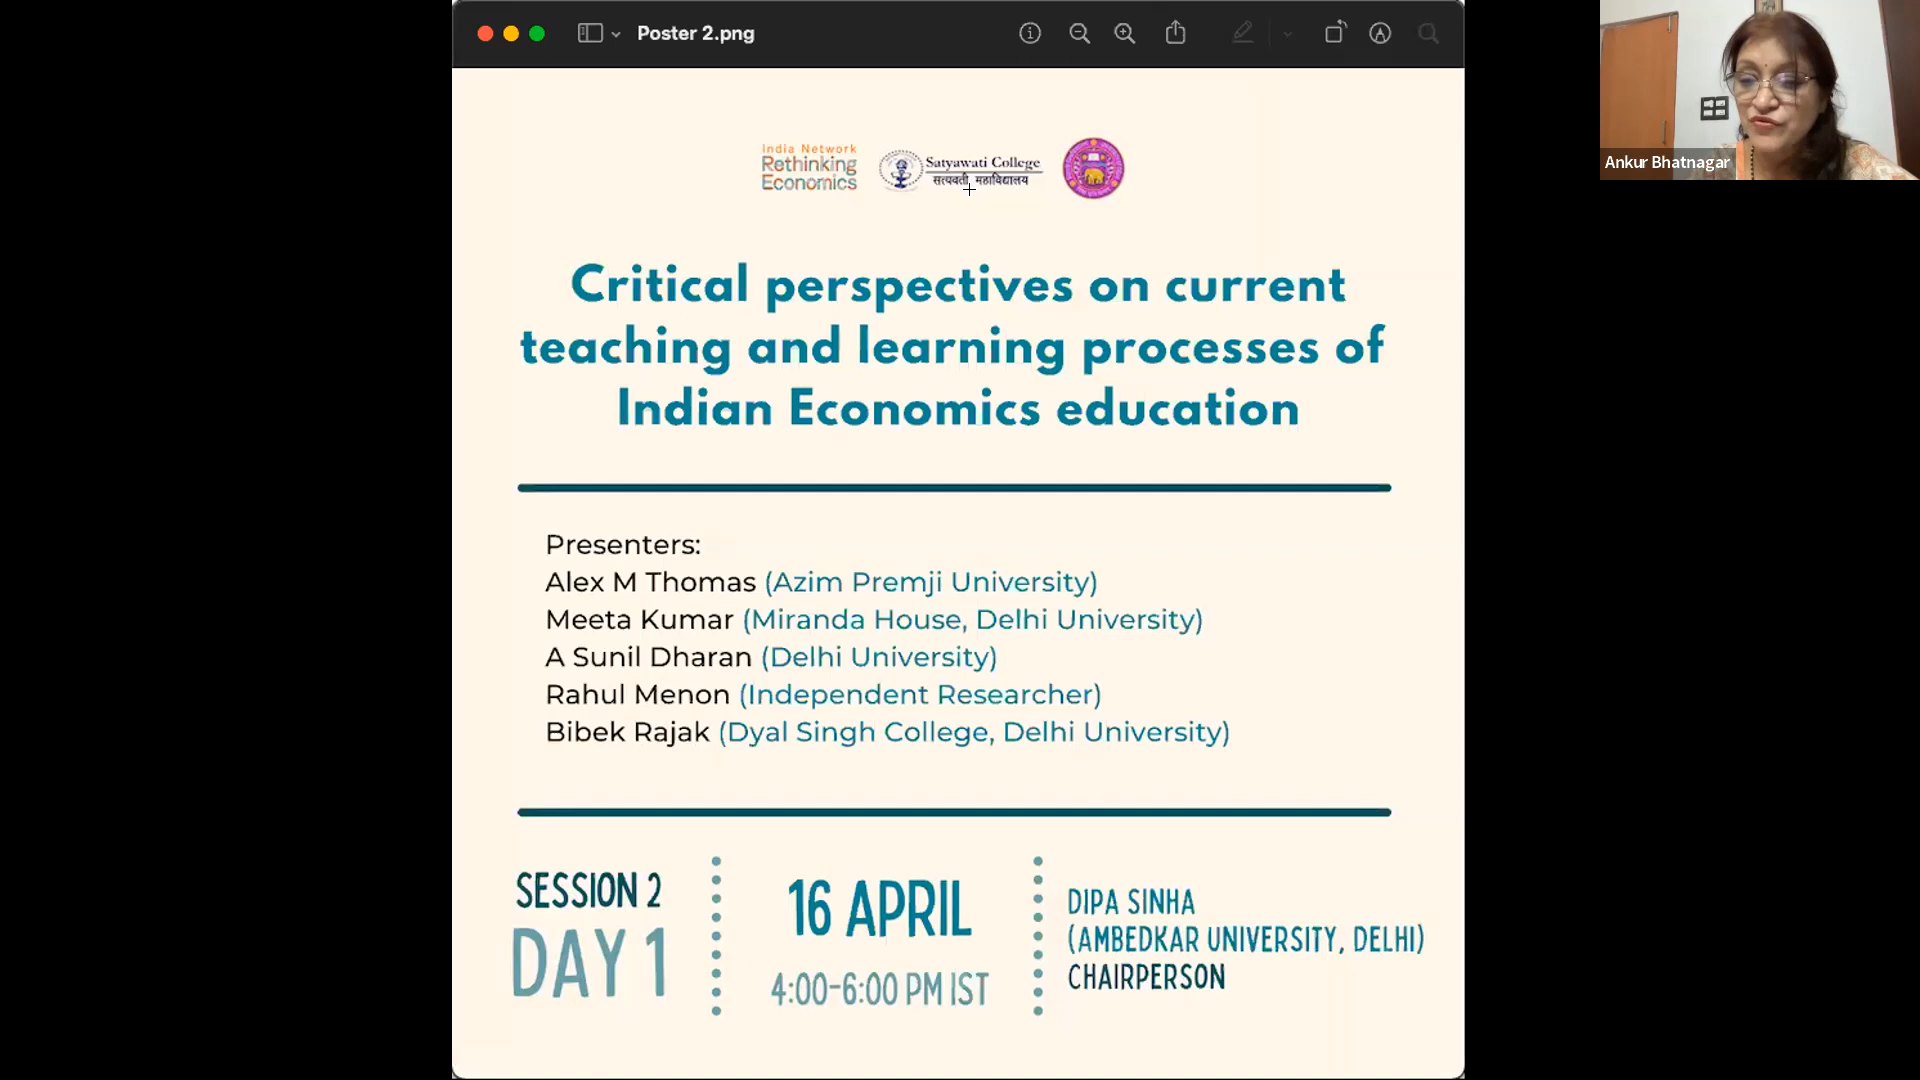 Poster 2.png
India Network
Rethinking
Economics
Satyawati College
सत्यवती महाविद्यालय
Critical perspectives on current
teaching and learning processes of
Indian Economics education
Presenters:
Alex M Thomas (Azim Premji University)
Meeta Kumar (Miranda House, Delhi University)
A Sunil Dharan (Delhi University)
Rahul Menon (Independent Researcher)
Bibek Rajak (Dyal Singh College, Delhi University)
SESSION 2
DAY 1
16 APRIL
4:00-6:00 PM IST
DIPA SINHA
(AMBEDKAR UNIVERSITY, DELHI)
CHAIRPERSON
Ankur Bhatnagar